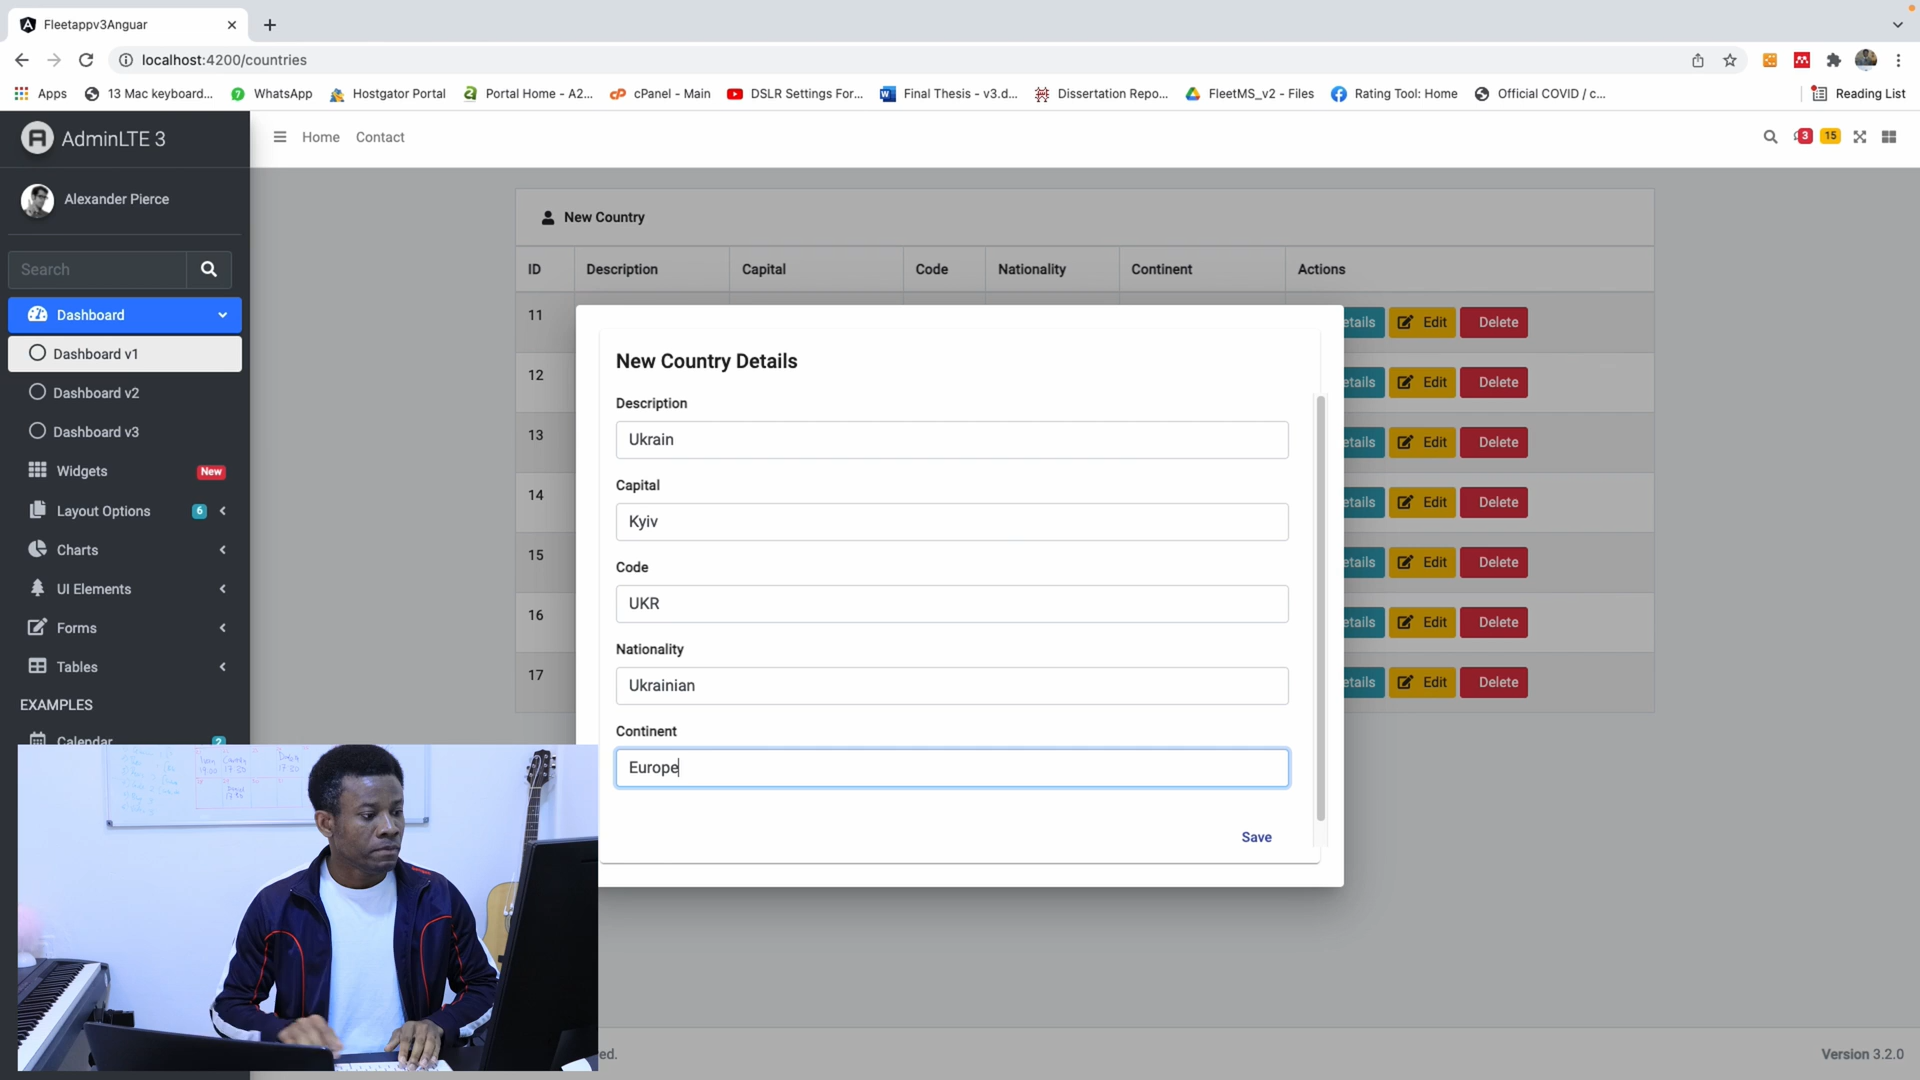 Fleetappv3Anguar
localhost:4200/countries
Apps 13 Mac keyboard... WhatsApp Hostgator Portal Portal Home - A2... cPanel - Main DSLR Settings For... Final Thesis - v3.d... Dissertation Repo... FleetMS_v2 - Files Rating Tool: Home Official COVID / c... Reading List
AdminLTE 3
Home Contact
3 15
Alexander Pierce
Search
Dashboard
Dashboard v1
Dashboard v2
Dashboard v3
Widgets New
Layout Options 6
Charts
UI Elements
Forms
Tables
EXAMPLES
Calendar 2
New Country
ID Description Capital Code Nationality Continent Actions
11 etails Edit Delete
12 etails Edit Delete
13 etails Edit Delete
14 etails Edit Delete
15 etails Edit Delete
16 etails Edit Delete
17 etails Edit Delete
New Country Details
Description
Ukrain
Capital
Kyiv
Code
UKR
Nationality
Ukrainian
Continent
Europe
Save
ed.
Version 3.2.0